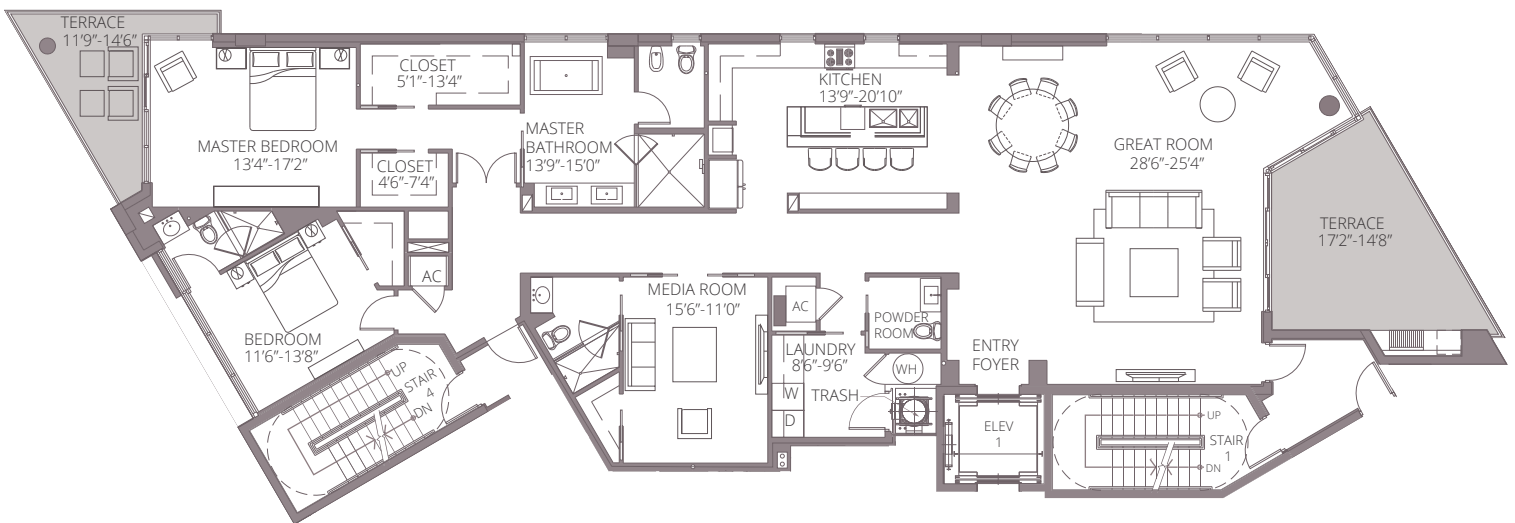 TERRACE
11'9"-14'6"
CLOSET
5'1"-13'4"
KITCHEN
13'9"-20'10"
MASTER BEDROOM
13'4"-17'2"
MASTER
BATHROOM
13'9"-15'0"
CLOSET
4'6"-7'4"
GREAT ROOM
28'6"-25'4"
TERRACE
17'2"-14'8"
AC
MEDIA ROOM
15'6"-11'0"
AC
POWDER
ROOM
BEDROOM
11'6"-13'8"
LAUNDRY
8'6"-9'6"
ENTRY
FOYER
WH
TRASH
W
D
UP
STAIR
4
DN
ELEV
1
UP
STAIR
1
DN